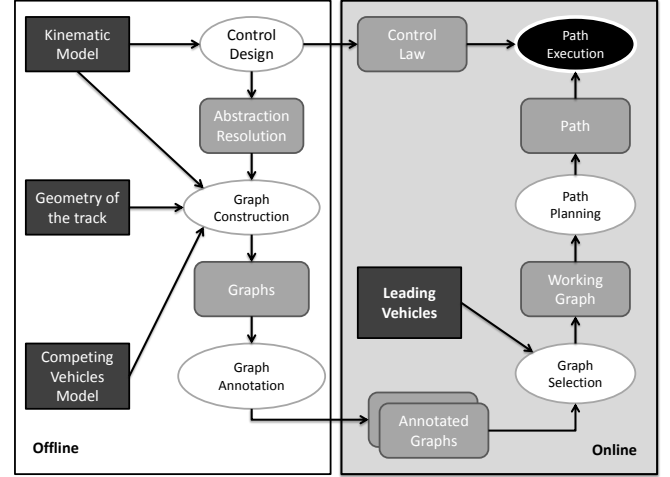 Kinematic
Model
Control
Design
Control
Law
Path
Execution
Abstraction
Resolution
Path
Geometry of
the track
Graph
Construction
Path
Planning
Graphs
Leading
Vehicles
Working
Graph
Competing
Vehicles
Model
Graph
Annotation
Graph
Selection
Annotated
Graphs
Offline
Online